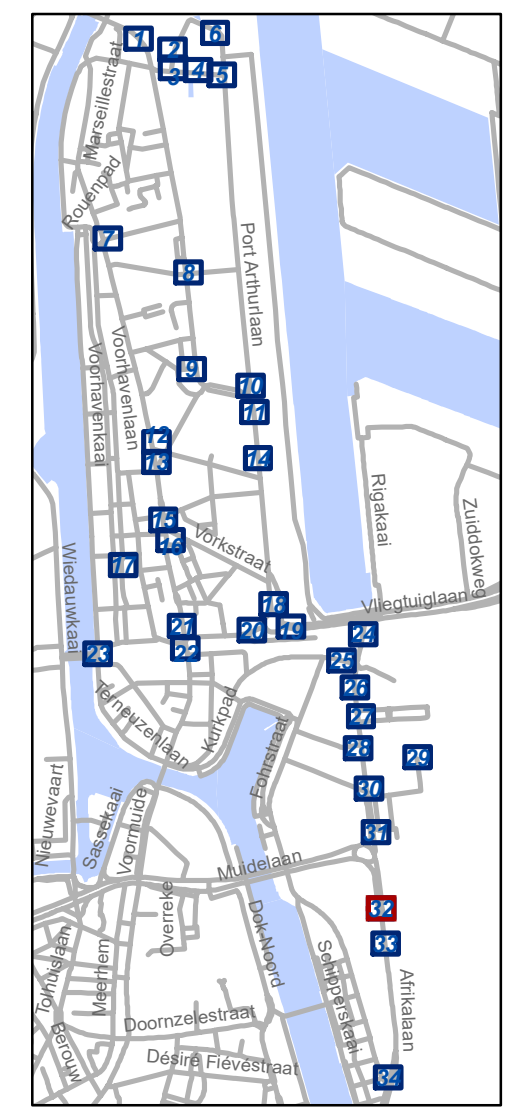 1
2
3
4
5
6
Marseillestraat
Rouenpad
7
8
Port Arthurlaan
Voorhavenlaan
Voorhavenkaai
9
10
11
12
13
14
15
16
17
Vorkstraat
Rigakaai
Zuiddokweg
Wiedauwkaai
18
19
20
21
22
23
Vliegtuiglaan
24
25
26
27
28
29
30
31
Terneuzenlaan
Kurkpad
Fohrstraat
Nieuwevaart
Sassekaai
Voormuide
Muidelaan
32
33
Overreke
Dok-Noord
Tolhuislaan
Meerhem
Schipperskaai
Afrikalaan
Doornzelestraat
Berouw
Désiré Fiévéstraat
34